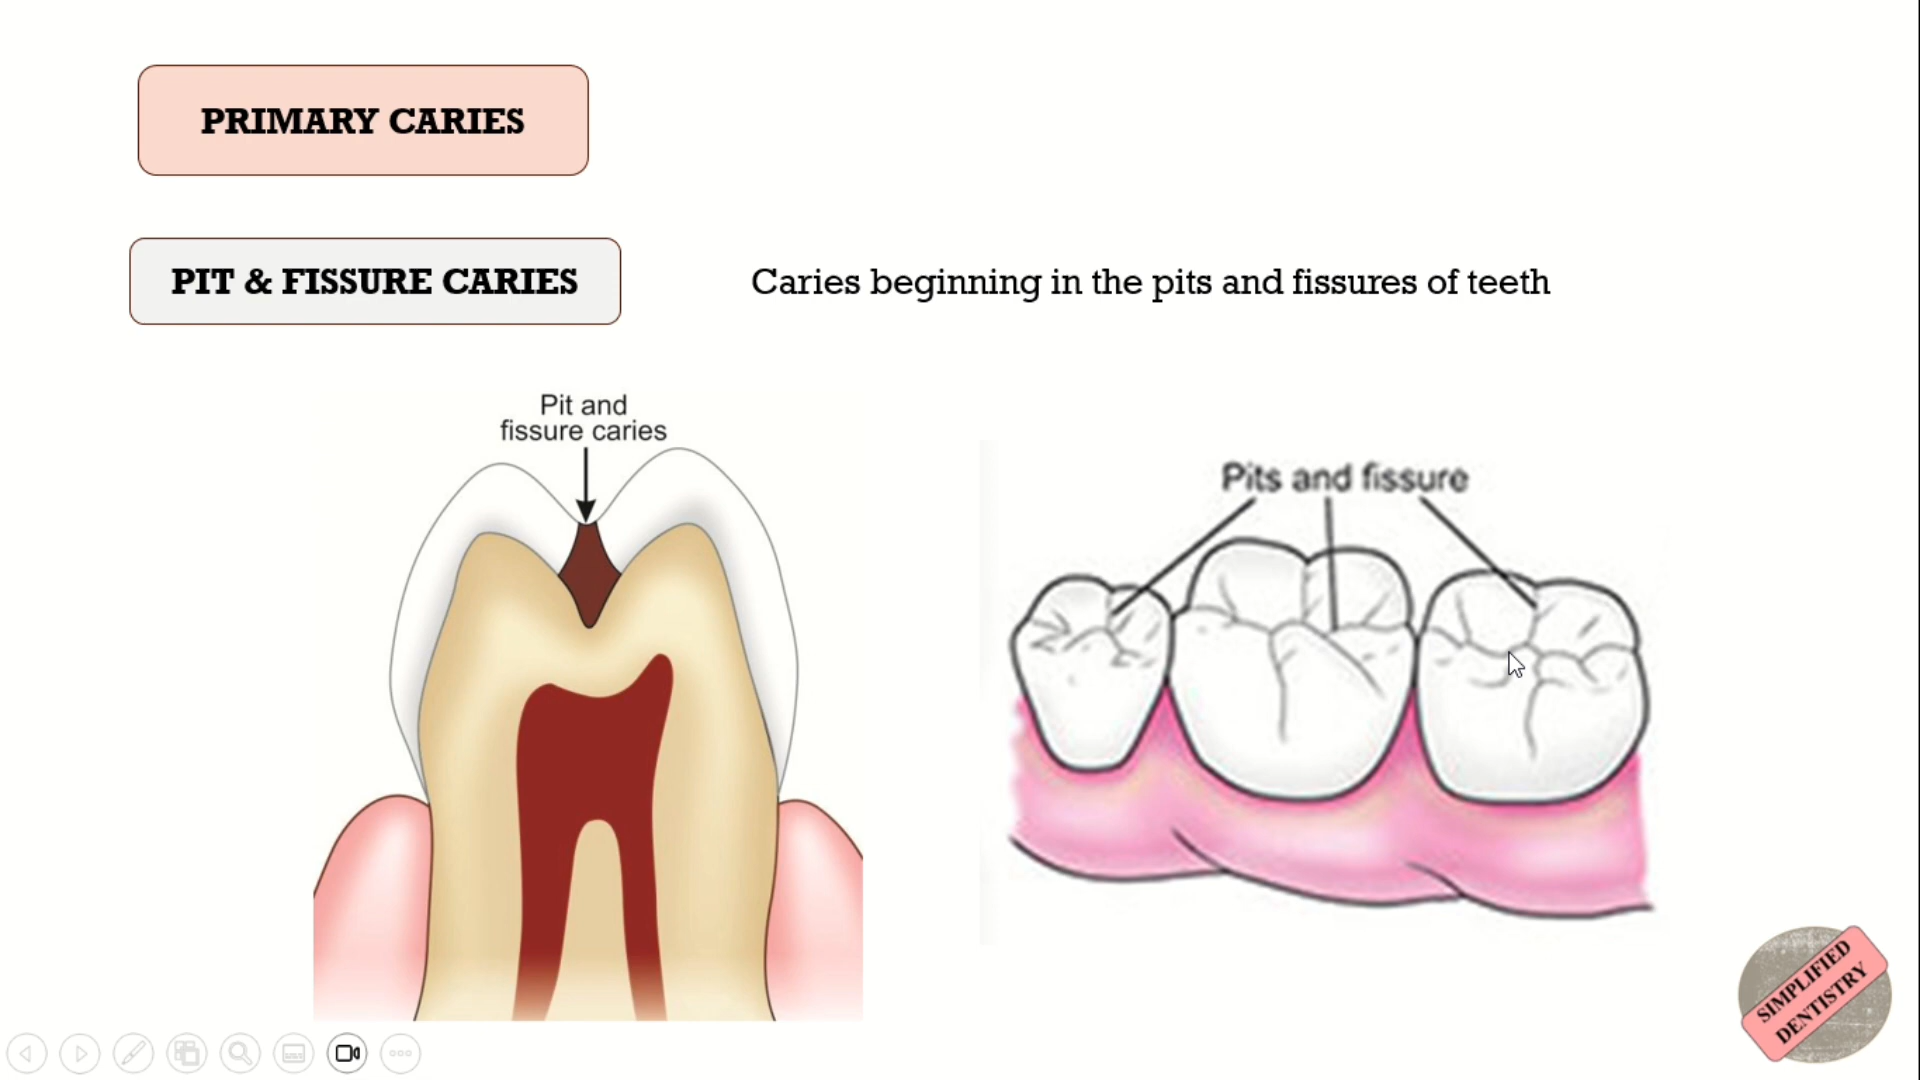 PRIMARY CARIES
PIT & FISSURE CARIES
Caries beginning in the pits and fissures of teeth
Pit and
fissure caries
Pits and fissure
SIMPLIFIED
DENTISTRY